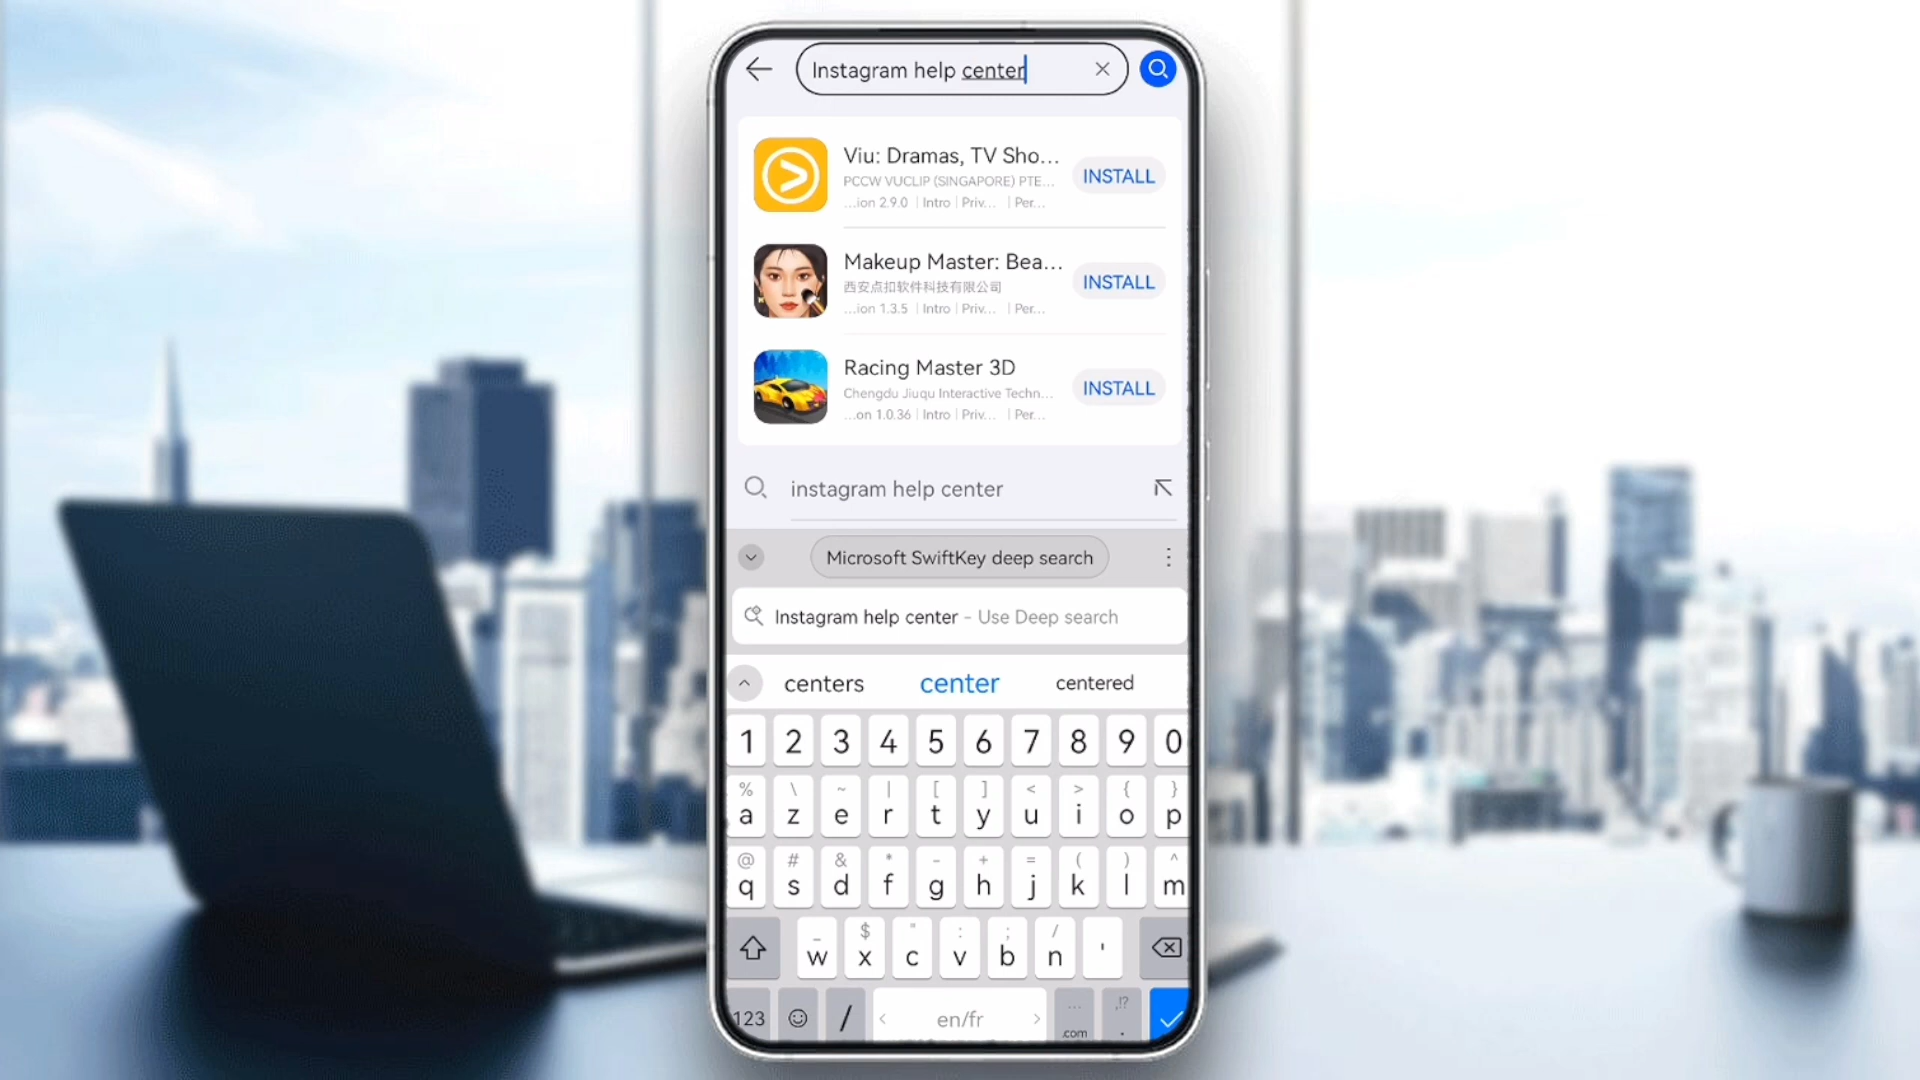 Instagram help center
Viu: Dramas, TV Sho...
PCCW VUCLIP (SINGAPORE) PTE...
...ion 2.9.0 | Intro | Priv... | Per...
INSTALL
Makeup Master: Bea...
西安点扣软件科技有限公司
...ion 1.3.5 | Intro | Priv... | Per...
INSTALL
Racing Master 3D
Chengdu Jiuqu Interactive Techn...
...on 1.0.36 | Intro | Priv... | Per...
INSTALL
instagram help center
Microsoft SwiftKey deep search
Instagram help center - Use Deep search
centers center centered
1 2 3 4 5 6 7 8 9 0
% \ ~ | [ ] < > { }
a z e r t y u i o p
@ # & * - + = ( ) ^
q s d f g h j k l m
_ $ " : ; /
w x c v b n '
123 / < en/fr > ... .com ,!? .